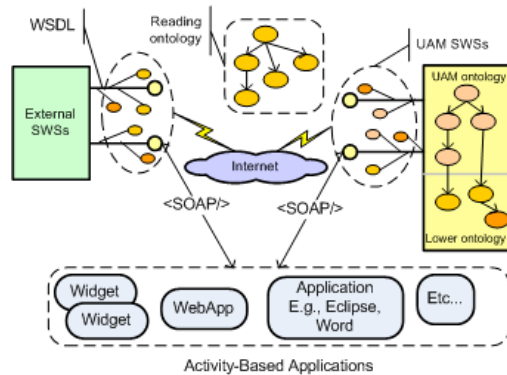 WSDL
Reading
ontology
UAM SWSs
External
SWSs
UAM ontology
Internet
Lower ontology
<SOAP/>
<SOAP/>
Widget
Widget
WebApp
Application
E.g., Eclipse,
Word
Etc...
Activity-Based Applications